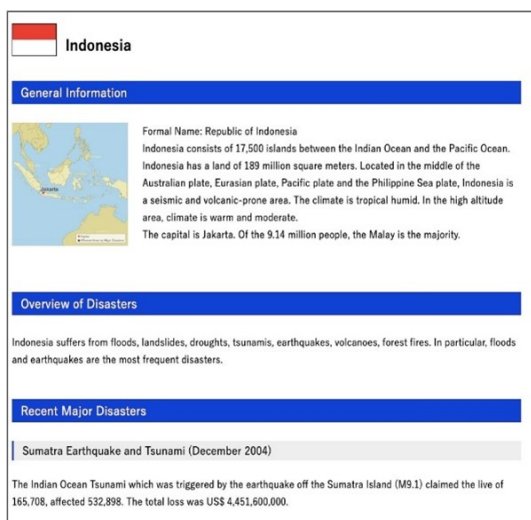 Indonesia
General Information
Formal Name: Republic of Indonesia
Indonesia consists of 17,500 islands between the Indian Ocean and the Pacific Ocean.
Indonesia has a land of 189 million square meters. Located in the middle of the
Australian plate, Eurasian plate, Pacific plate and the Philippine Sea plate, Indonesia is
a seismic and volcanic-prone area. The climate is tropical humid. In the high altitude
area, climate is warm and moderate.
The capital is Jakarta. Of the 9.14 million people, the Malay is the majority.
Jakarta
Overview of Disasters
Indonesia suffers from floods, landslides, droughts, tsunamis, earthquakes, volcanoes, forest fires. In particular, floods
and earthquakes are the most frequent disasters.
Recent Major Disasters
Sumatra Earthquake and Tsunami (December 2004)
The Indian Ocean Tsunami which was triggered by the earthquake off the Sumatra Island (M9.1) claimed the live of
165,708, affected 532,898. The total loss was US$ 4,451,600,000.